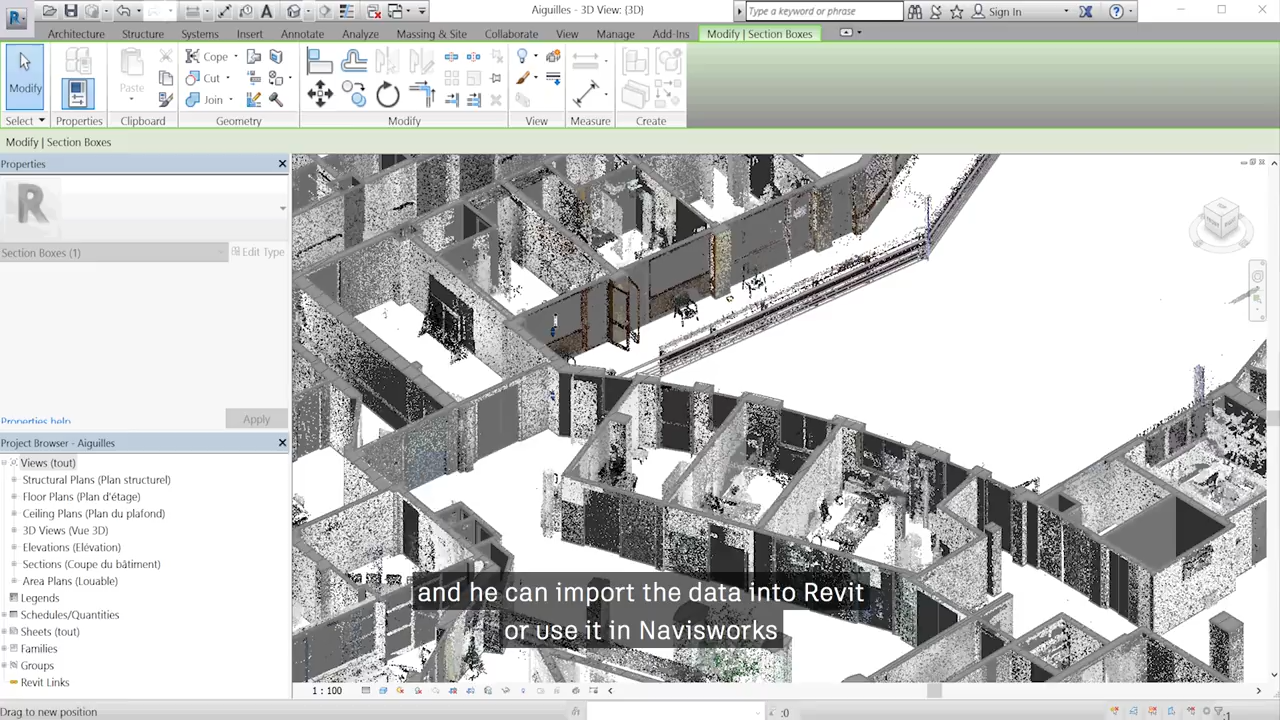 Aiguilles - 3D View: {3D}
Type a keyword or phrase
Sign In
Architecture
Structure
Systems
Insert
Annotate
Analyze
Massing & Site
Collaborate
View
Manage
Add-Ins
Modify | Section Boxes
Modify
Paste
Cope
Cut
Join
Select
Properties
Clipboard
Geometry
Modify
View
Measure
Create
Modify | Section Boxes
Properties
R
Section Boxes (1)
Edit Type
Properties help
Apply
Project Browser - Aiguilles
Views (tout)
Structural Plans (Plan structurel)
Floor Plans (Plan d'étage)
Ceiling Plans (Plan du plafond)
3D Views (Vue 3D)
Elevations (Elévation)
Sections (Coupe du bâtiment)
Area Plans (Louable)
Legends
Schedules/Quantities
Sheets (tout)
Families
Groups
Revit Links
and he can import the data into Revit
or use it in Navisworks
1 : 100
Drag to new position
:0
:1